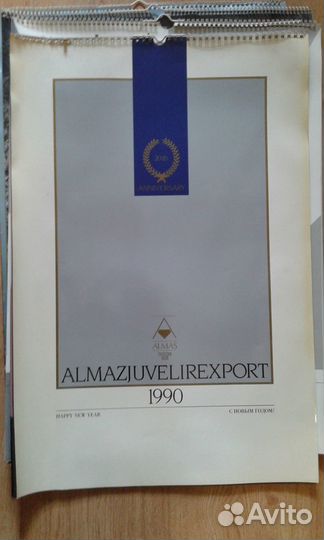 20th
ANNIVERSARY
ALMAS
ALMAZJUVELIREXPORT
1990
HAPPY NEW YEAR
С НОВЫМ ГОДОМ!
Avito